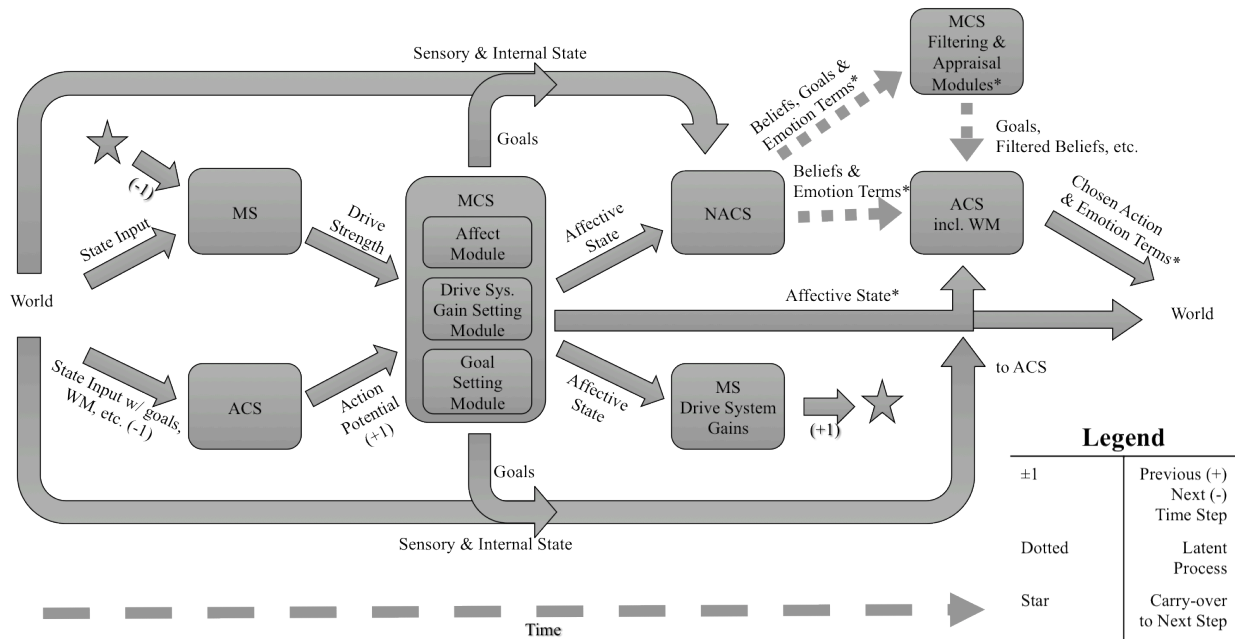 MCS
Filtering &
Appraisal
Modules*
Sensory & Internal State
Beliefs, Goals &
Emotion Terms*
Goals
Goals,
Filtered Beliefs, etc.
(-1)
MS
State Input
Drive
Strength
MCS
Affect
Module
Drive Sys.
Gain Setting
Module
Goal
Setting
Module
Affective
State
NACS
Beliefs &
Emotion Terms*
ACS
incl. WM
Chosen Action
& Emotion Terms*
World
Affective State*
World
State Input w/ goals,
WM, etc. (-1)
ACS
Action
Potential
(+1)
Affective
State
MS
Drive System
Gains
(+1)
to ACS
Goals
Sensory & Internal State
Legend
±1
Previous (+)
Next (-)
Time Step
Dotted
Latent
Process
Star
Carry-over
to Next Step
Time